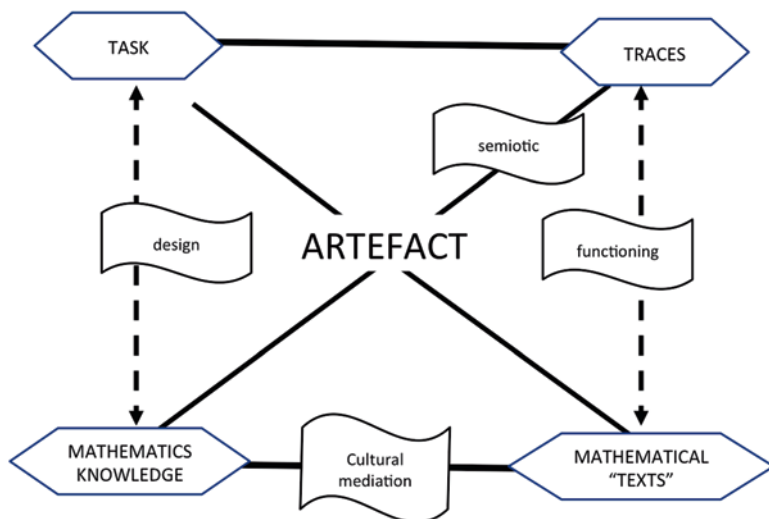 TASK
TRACES
semiotic
design
ARTEFACT
functioning
MATHEMATICS
KNOWLEDGE
Cultural
mediation
MATHEMATICAL
“TEXTS”